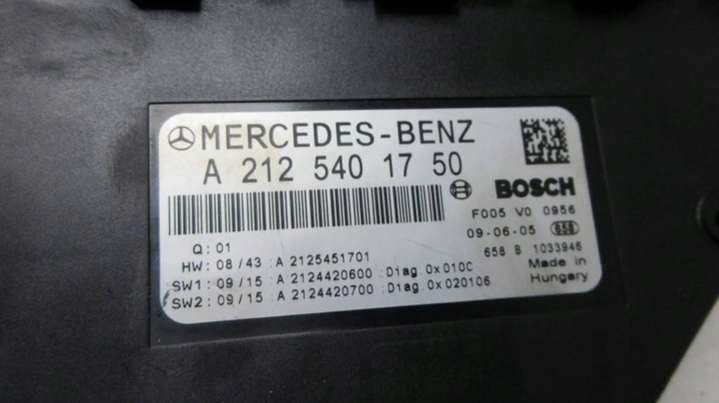 MERCEDES-BENZ
A 212 540 17 50
BOSCH
F005 V0 0956
09-06-05 658
658 B 1033946
Made in
Hungary
Q: 01
HW: 08/43 :A 2125451701
SW1: 09/15 :A 2124420600 :Diag.0x010C
SW2: 09/15 :A 2124420700 :Diag.0x020106